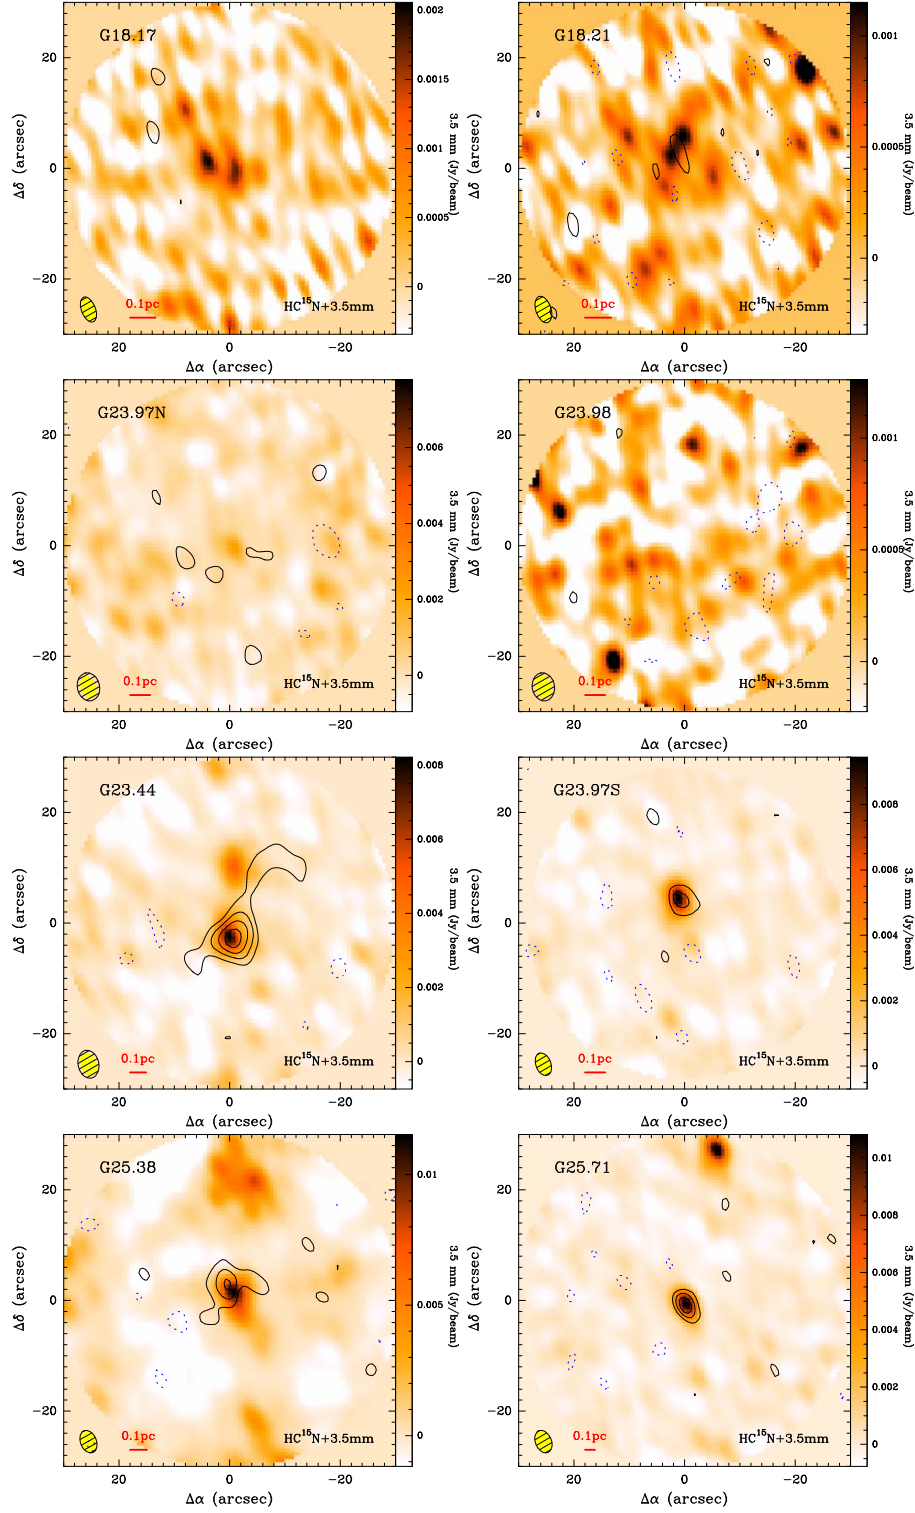 G18.17
20
0
−20
Δδ (arcsec)
0.1pc
HC¹⁵N+3.5mm
20 0 −20
Δα (arcsec)
0.002
0.0015
0.001
0.0005
0
3.5 mm (Jy/beam)
G18.21
20
0
−20
Δδ (arcsec)
0.1pc
HC¹⁵N+3.5mm
20 0 −20
Δα (arcsec)
0.001
0.0005
0
3.5 mm (Jy/beam)
G23.97N
20
0
−20
Δδ (arcsec)
0.1pc
HC¹⁵N+3.5mm
20 0 −20
Δα (arcsec)
0.006
0.004
0.002
0
3.5 mm (Jy/beam)
G23.98
20
0
−20
Δδ (arcsec)
0.1pc
HC¹⁵N+3.5mm
20 0 −20
Δα (arcsec)
0.001
0.0005
0
3.5 mm (Jy/beam)
G23.44
20
0
−20
Δδ (arcsec)
0.1pc
HC¹⁵N+3.5mm
20 0 −20
Δα (arcsec)
0.008
0.006
0.004
0.002
0
3.5 mm (Jy/beam)
G23.97S
20
0
−20
Δδ (arcsec)
0.1pc
HC¹⁵N+3.5mm
20 0 −20
Δα (arcsec)
0.008
0.006
0.004
0.002
0
3.5 mm (Jy/beam)
G25.38
20
0
−20
Δδ (arcsec)
0.1pc
HC¹⁵N+3.5mm
20 0 −20
Δα (arcsec)
0.01
0.005
0
3.5 mm (Jy/beam)
G25.71
20
0
−20
Δδ (arcsec)
0.1pc
HC¹⁵N+3.5mm
20 0 −20
Δα (arcsec)
0.01
0.008
0.006
0.004
0.002
0
3.5 mm (Jy/beam)